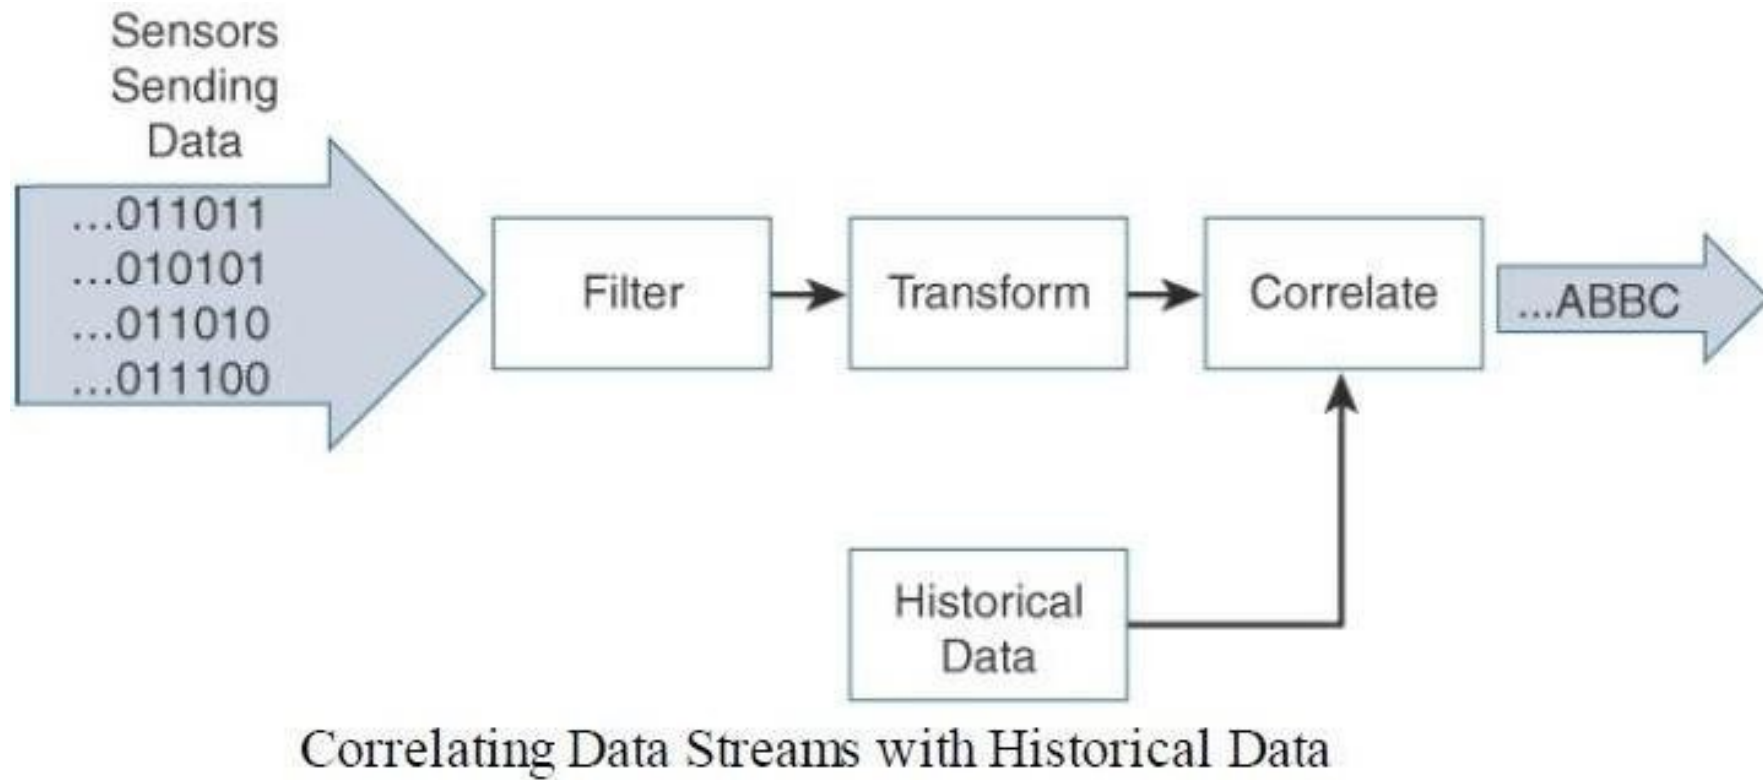 Sensors
Sending
Data
...011011
...010101
...011010
...011100
Filter
Transform
Correlate
...ABBC
Historical
Data
Correlating Data Streams with Historical Data